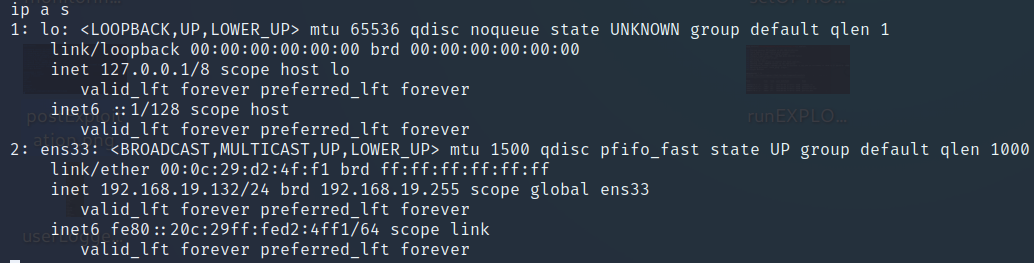 ip a s
1: lo: <LOOPBACK,UP,LOWER_UP> mtu 65536 qdisc noqueue state UNKNOWN group default qlen 1
    link/loopback 00:00:00:00:00:00 brd 00:00:00:00:00:00
    inet 127.0.0.1/8 scope host lo
       valid_lft forever preferred_lft forever
    inet6 ::1/128 scope host
       valid_lft forever preferred_lft forever
2: ens33: <BROADCAST,MULTICAST,UP,LOWER_UP> mtu 1500 qdisc pfifo_fast state UP group default qlen 1000
    link/ether 00:0c:29:d2:4f:f1 brd ff:ff:ff:ff:ff:ff
    inet 192.168.19.132/24 brd 192.168.19.255 scope global ens33
       valid_lft forever preferred_lft forever
    inet6 fe80::20c:29ff:fed2:4ff1/64 scope link
       valid_lft forever preferred_lft forever
runEXPLO...